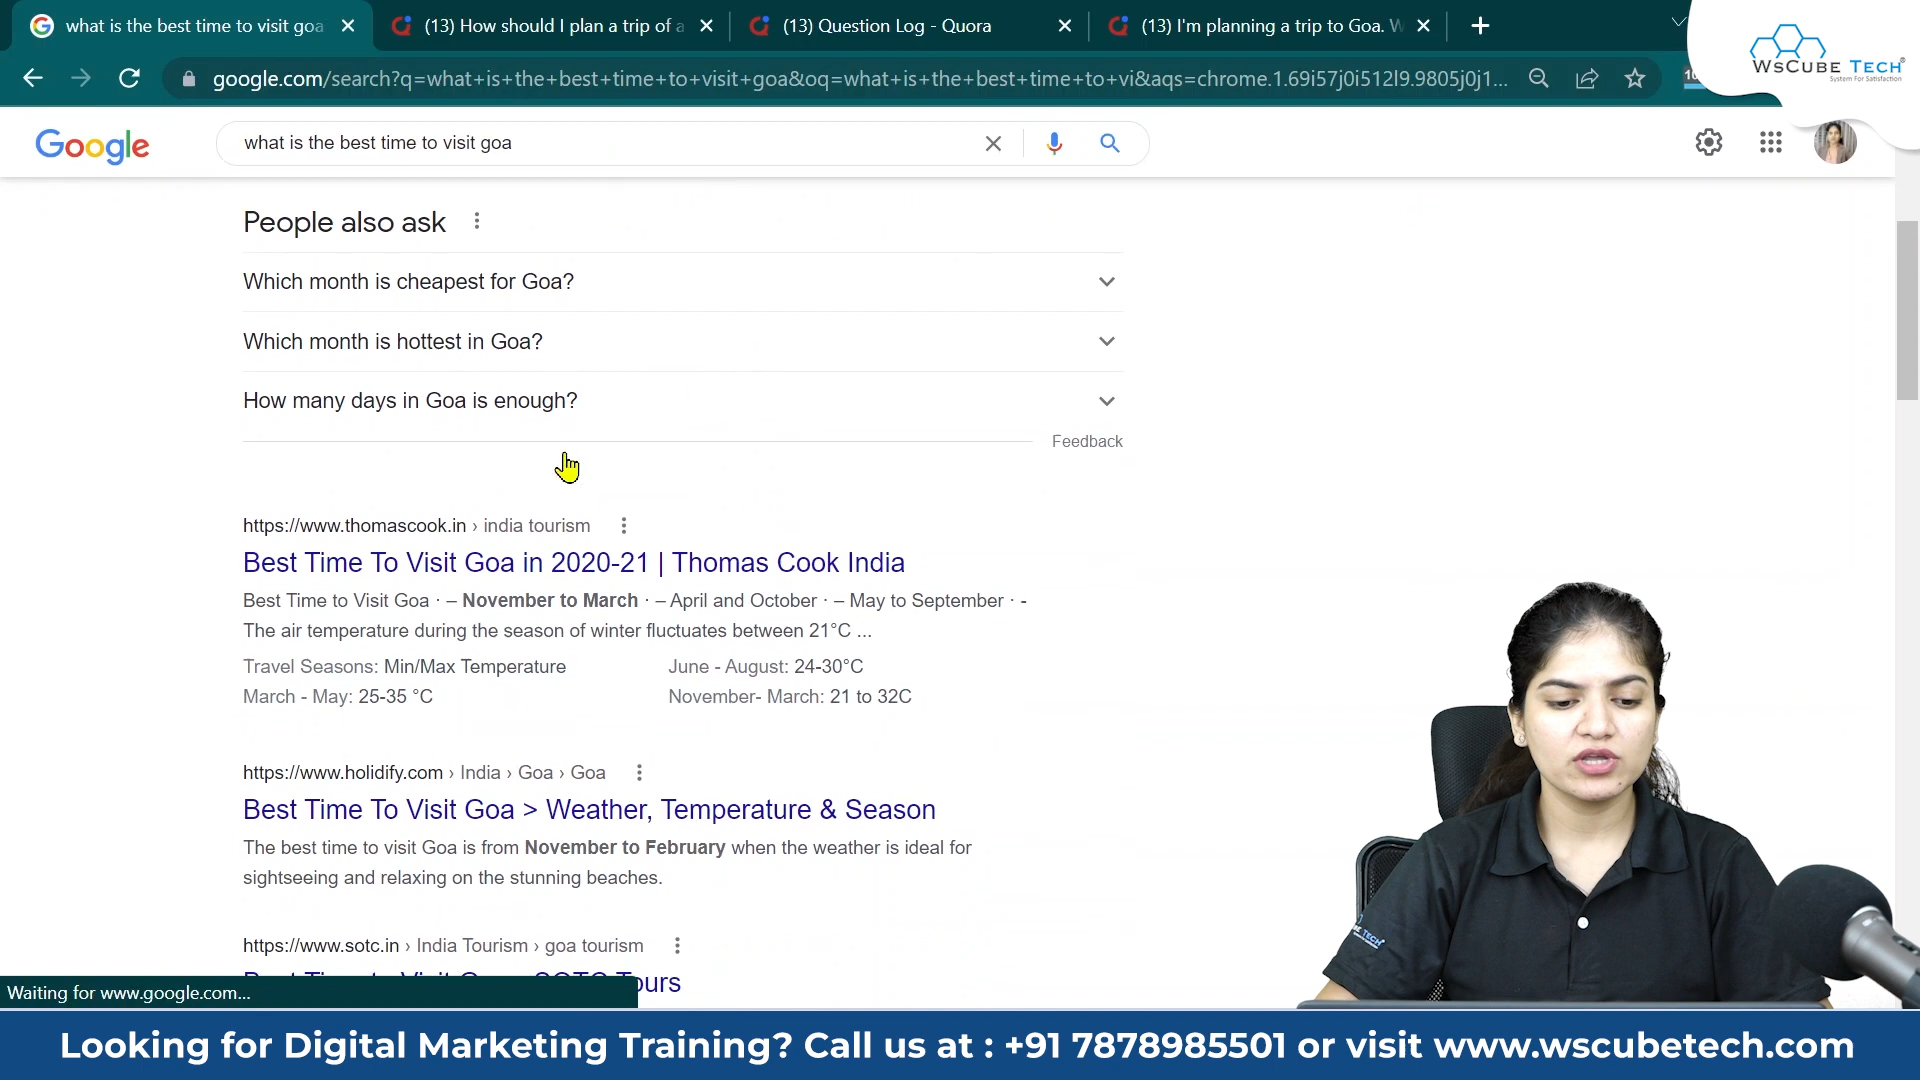 what is the best time to visit goa
(13) How should I plan a trip of a
(13) Question Log - Quora
(13) I'm planning a trip to Goa. W
google.com/search?q=what+is+the+best+time+to+visit+goa&oq=what+is+the+best+time+to+vi&aqs=chrome.1.69i57j0i512l9.9805j0j1...
WsCube Tech®
System For Satisfaction
Google
what is the best time to visit goa
People also ask
Which month is cheapest for Goa?
Which month is hottest in Goa?
How many days in Goa is enough?
Feedback
https://www.thomascook.in › india tourism
Best Time To Visit Goa in 2020-21 | Thomas Cook India
Best Time to Visit Goa · – November to March · – April and October · – May to September · -
The air temperature during the season of winter fluctuates between 21°C ...
Travel Seasons: Min/Max Temperature
June - August: 24-30°C
March - May: 25-35 °C
November- March: 21 to 32C
https://www.holidify.com › India › Goa › Goa
Best Time To Visit Goa > Weather, Temperature & Season
The best time to visit Goa is from November to February when the weather is ideal for
sightseeing and relaxing on the stunning beaches.
https://www.sotc.in › India Tourism › goa tourism
Tours
Waiting for www.google.com...
Looking for Digital Marketing Training? Call us at : +91 7878985501 or visit www.wscubetech.com